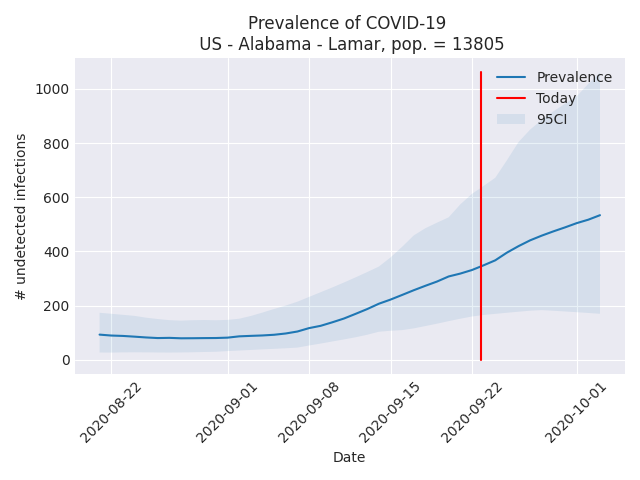 Prevalence of COVID-19
US - Alabama - Lamar, pop. = 13805
Prevalence
Today
95CI
# undetected infections
1000
800
600
400
200
0
2020-08-22
2020-09-01
2020-09-08
2020-09-15
2020-09-22
2020-10-01
Date